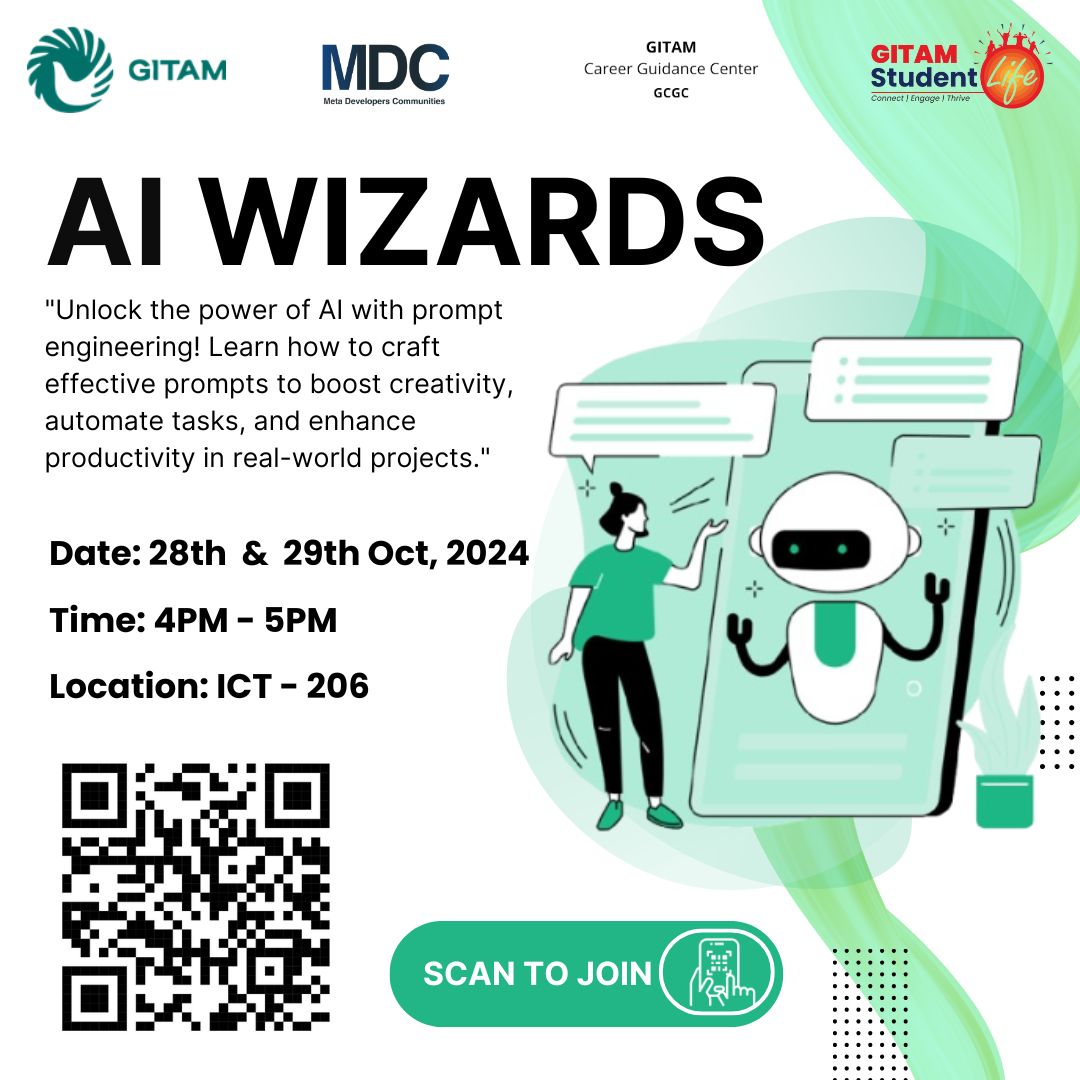 GITAM
MDC
Meta Developers Communities
GITAM
Career Guidance Center
GCGC
GITAM
Student Life
Connect | Engage | Thrive
AI WIZARDS
"Unlock the power of AI with prompt
engineering! Learn how to craft
effective prompts to boost creativity,
automate tasks, and enhance
productivity in real-world projects."
Date: 28th & 29th Oct, 2024
Time: 4PM - 5PM
Location: ICT - 206
SCAN TO JOIN